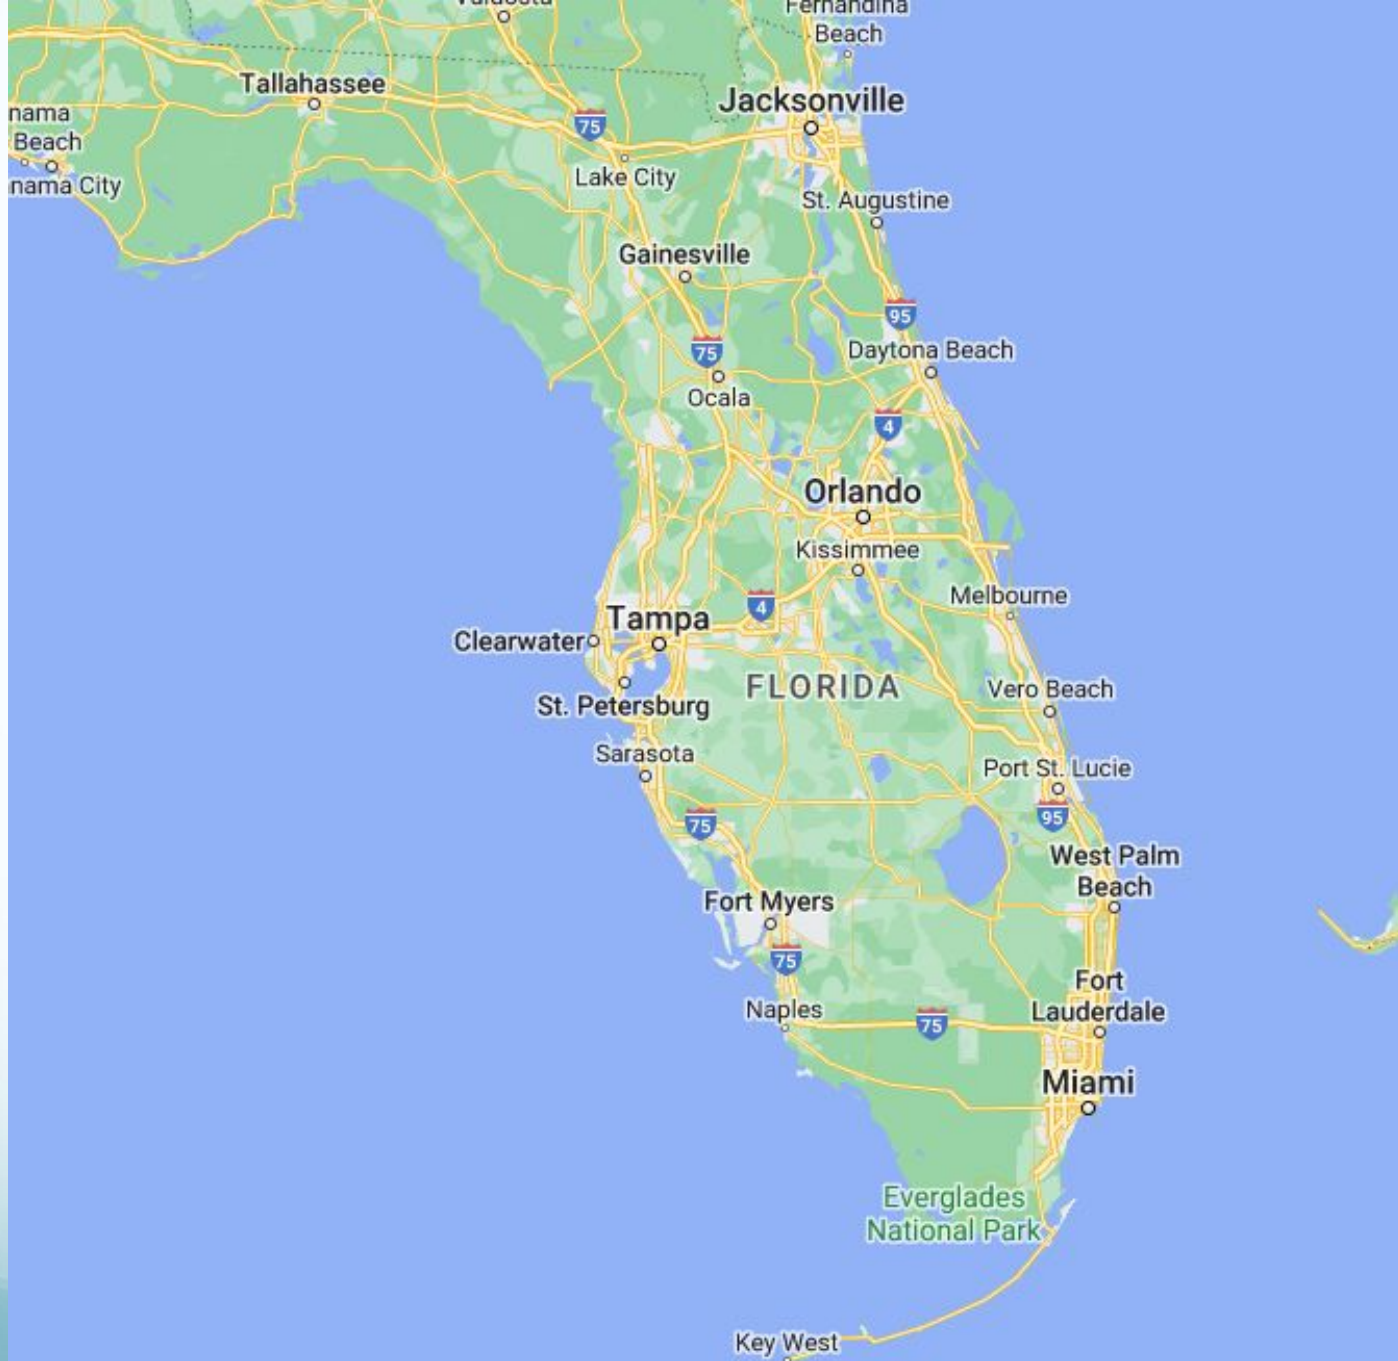 Fernandina
Beach
Tallahassee
Jacksonville
nama
Beach
nama City
75
Lake City
St. Augustine
Gainesville
95
75
Daytona Beach
Ocala
4
Orlando
Kissimmee
Melbourne
4
Tampa
Clearwater
FLORIDA
Vero Beach
St. Petersburg
Sarasota
Port St. Lucie
75
95
West Palm
Beach
Fort Myers
75
Fort
Lauderdale
Naples
75
Miami
Everglades
National Park
Key West